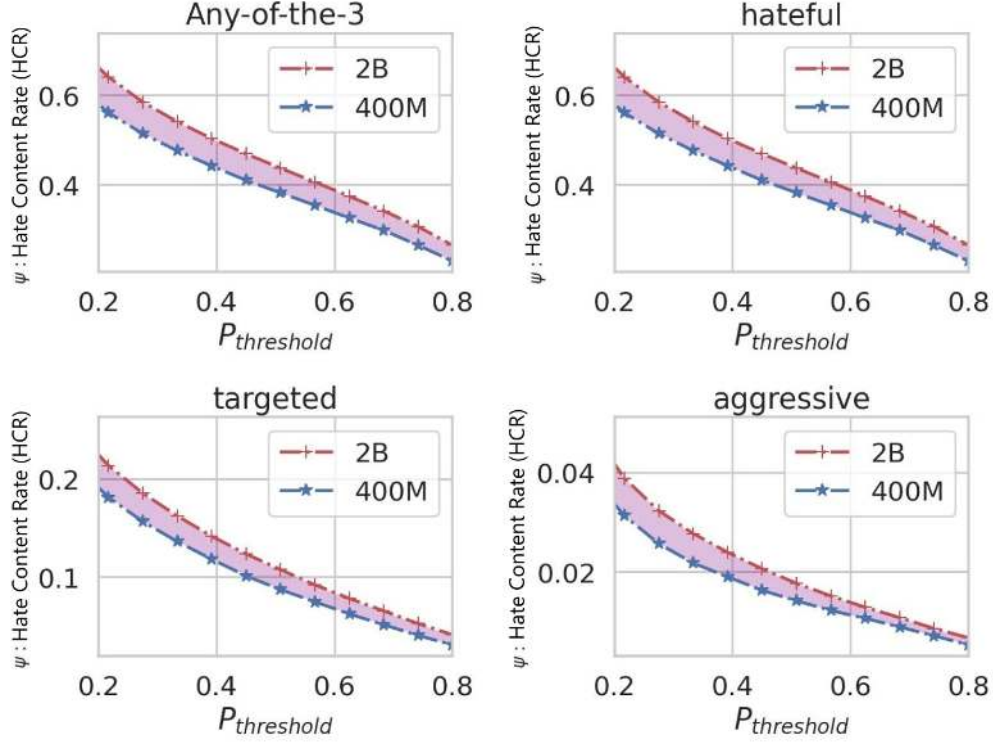 Any-of-the-3
ψ : Hate Content Rate (HCR)
0.6
0.4
2B
400M
0.2 0.4 0.6 0.8
P_threshold
hateful
ψ : Hate Content Rate (HCR)
0.6
0.4
2B
400M
0.2 0.4 0.6 0.8
P_threshold
targeted
ψ : Hate Content Rate (HCR)
0.2
0.1
2B
400M
0.2 0.4 0.6 0.8
P_threshold
aggressive
ψ : Hate Content Rate (HCR)
0.04
0.02
2B
400M
0.2 0.4 0.6 0.8
P_threshold